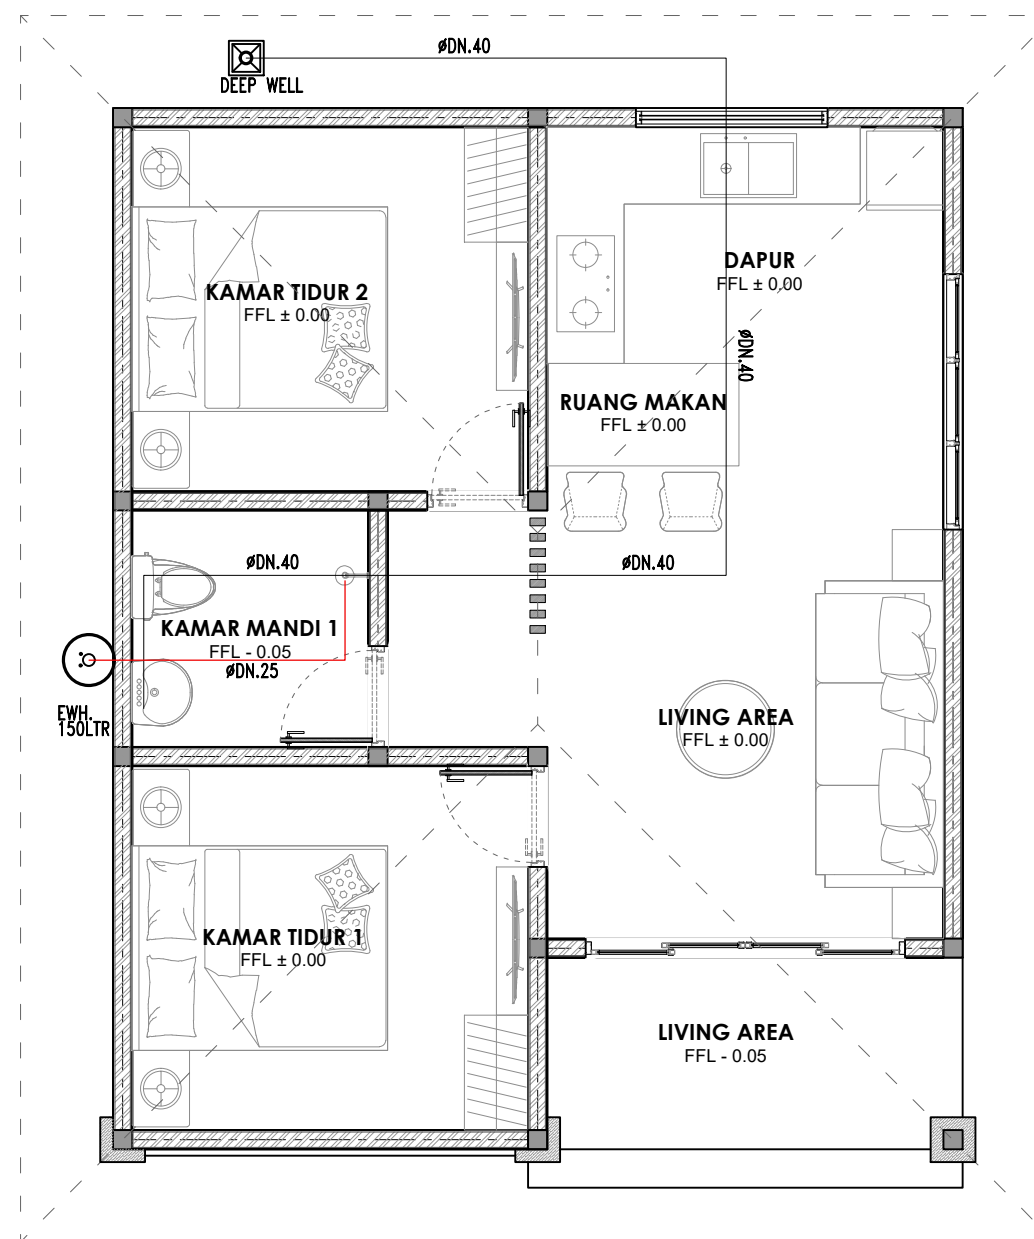 øDN.40
DEEP WELL
DAPUR
FFL ± 0.00
KAMAR TIDUR 2
FFL ± 0.00
øDN.40
RUANG MAKAN
FFL ± 0.00
øDN.40
øDN.40
KAMAR MANDI 1
FFL - 0.05
øDN.25
EWH.
150LTR
LIVING AREA
FFL ± 0.00
KAMAR TIDUR 1
FFL ± 0.00
LIVING AREA
FFL - 0.05